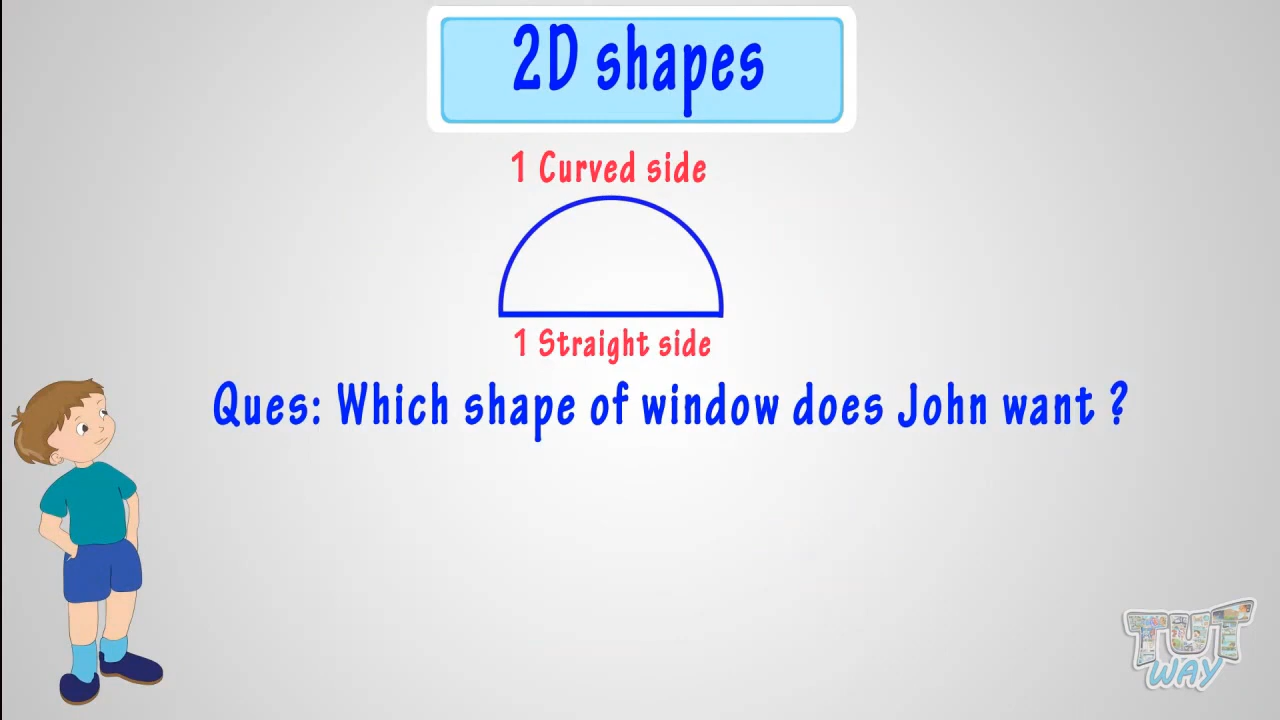 2D shapes
1 Curved side
1 Straight side
Ques: Which shape of window does John want ?
TUT
WAY